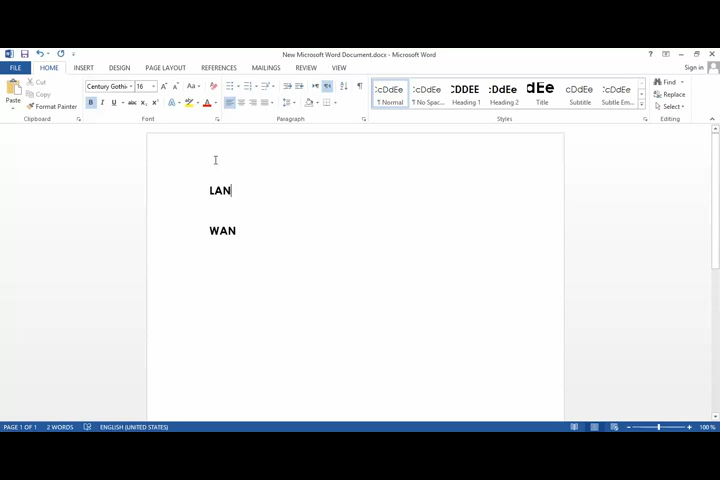 New Microsoft Word Document.docx - Microsoft Word
FILE HOME INSERT DESIGN PAGE LAYOUT REFERENCES MAILINGS REVIEW VIEW Sign in
Paste
Cut
Copy
Format Painter
Century Gothi 16
Normal
No Spac...
Heading 1
Heading 2
Title
Subtitle
Subtle Em...
Find
Replace
Select
Clipboard Font Paragraph Styles Editing
LAN
WAN
PAGE 1 OF 1 2 WORDS ENGLISH (UNITED STATES) 100%